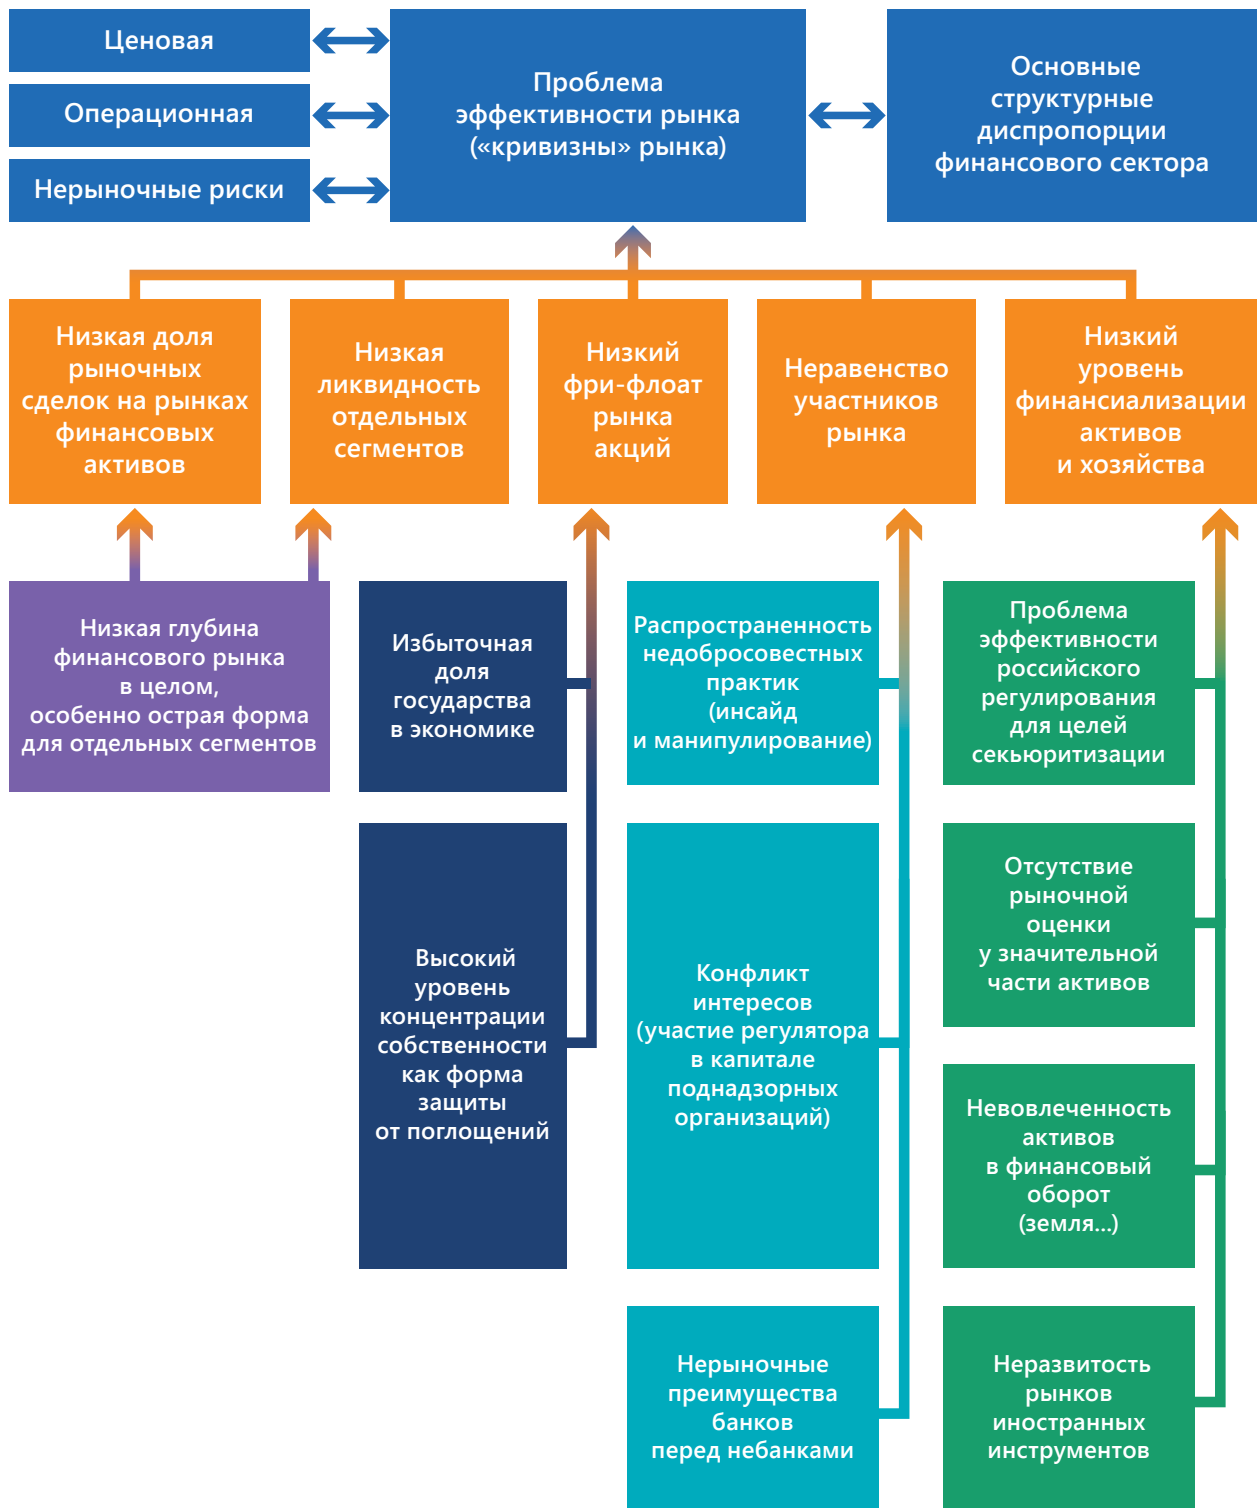 Ценовая
Операционная
Нерыночные риски
Проблема
эффективности рынка
(«кривизны» рынка)
Основные
структурные
диспропорции
финансового сектора
Низкая доля
рыночных
сделок на рынках
финансовых
активов
Низкая
ликвидность
отдельных
сегментов
Низкий
фри-флоат
рынка
акций
Неравенство
участников
рынка
Низкий
уровень
финансиализации
активов
и хозяйства
Низкая глубина
финансового рынка
в целом,
особенно острая форма
для отдельных сегментов
Избыточная
доля
государства
в экономике
Высокий
уровень
концентрации
собственности
как форма
защиты
от поглощений
Распространенность
недобросовестных
практик
(инсайд
и манипулирование)
Конфликт
интересов
(участие регулятора
в капитале
поднадзорных
организаций)
Нерыночные
преимущества
банков
перед небанками
Проблема
эффективности
российского
регулирования
для целей
секьюритизации
Отсутствие
рыночной
оценки
у значительной
части активов
Невовлеченность
активов
в финансовый
оборот
(земля...)
Неразвитость
рынков
иностранных
инструментов